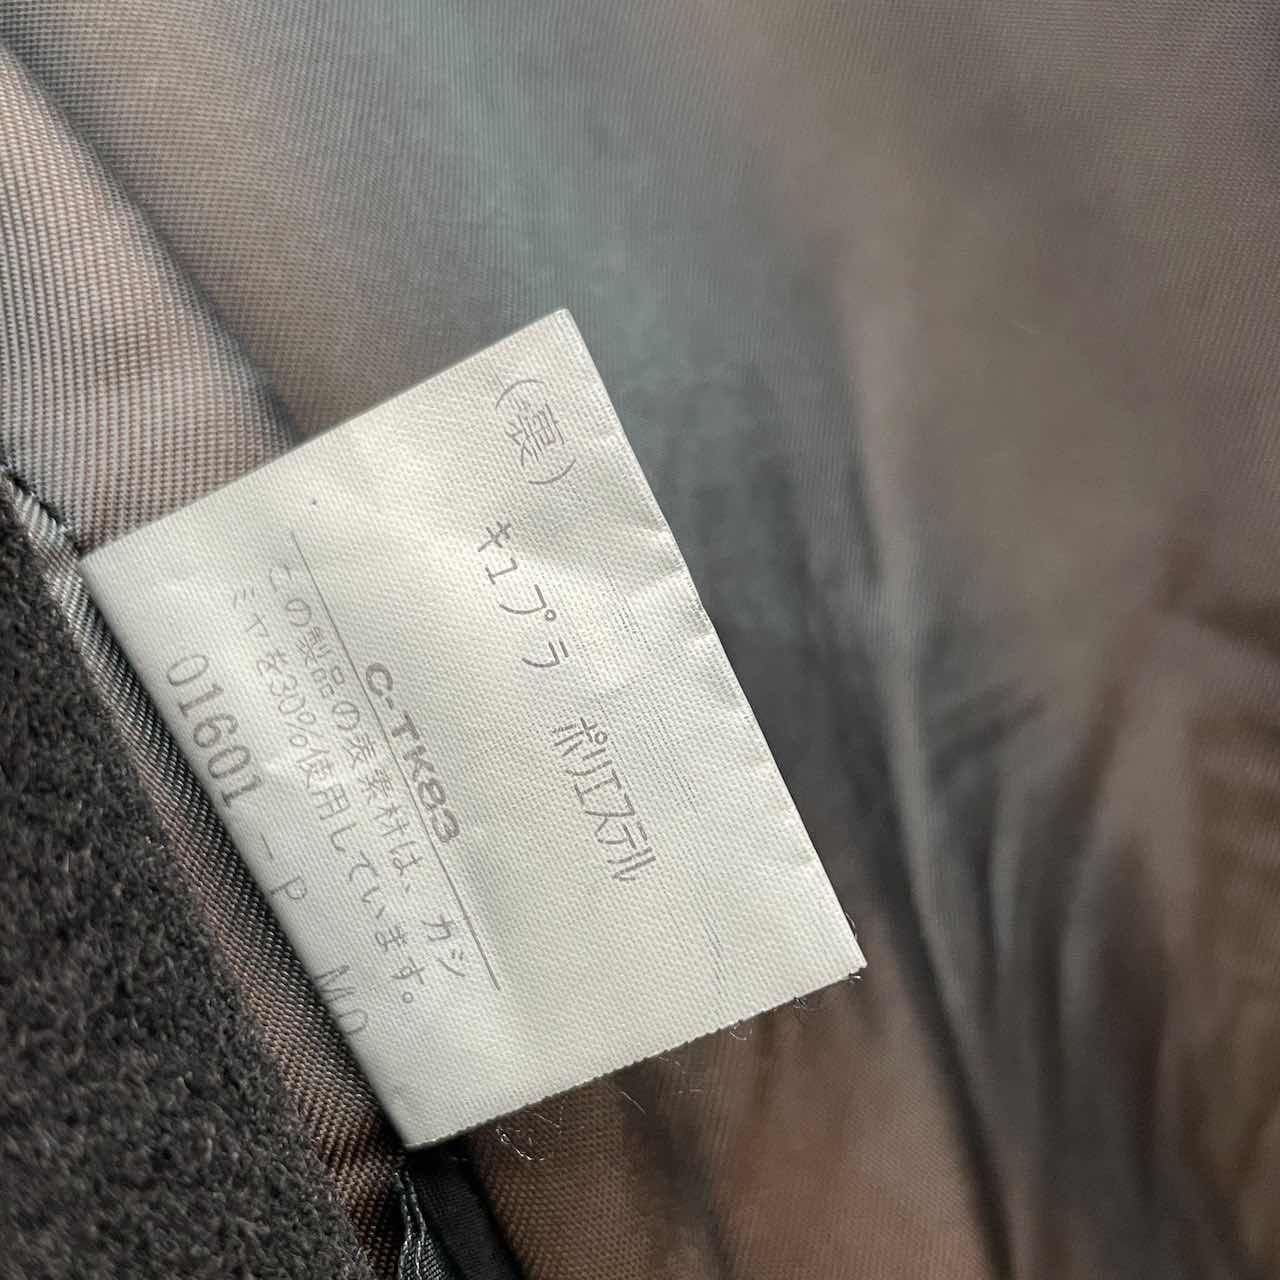 (裏)
キュプラ
ポリエステル
C-TK83
この製品の表素材は、カシ
ミヤを30%使用しています。
01601 - P